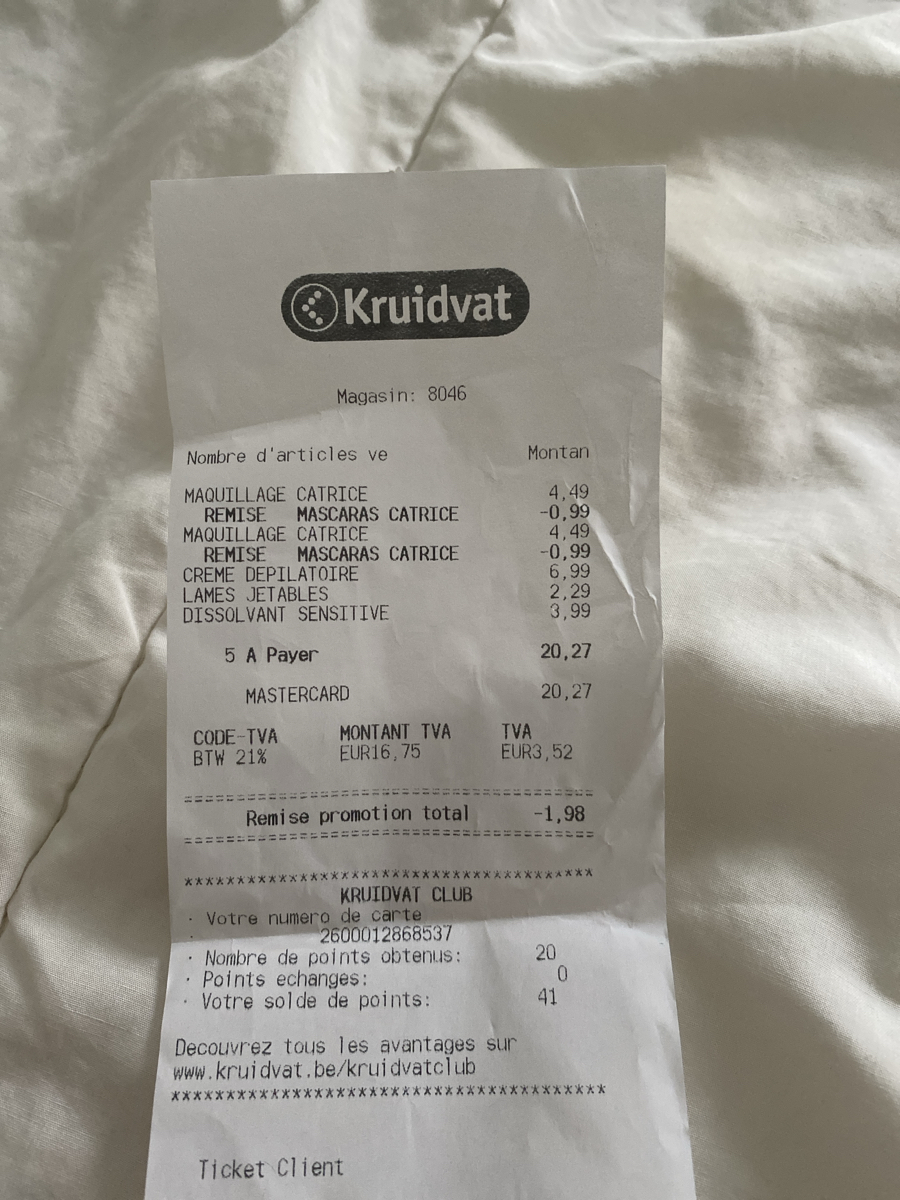 Kruidvat
Magasin: 8046
Nombre d'articles ve Montan
MAQUILLAGE CATRICE 4,49
REMISE MASCARAS CATRICE -0,99
MAQUILLAGE CATRICE 4,49
REMISE MASCARAS CATRICE -0,99
CREME DEPILATOIRE 6,99
LAMES JETABLES 2,29
DISSOLVANT SENSITIVE 3,99
5 A Payer 20,27
MASTERCARD 20,27
CODE-TVA MONTANT TVA TVA
BTW 21% EUR16,75 EUR3,52
========================================
Remise promotion total -1,98
========================================
****************************************
KRUIDVAT CLUB
· Votre numero de carte
· 2600012868537
· Nombre de points obtenus: 20
· Points echanges: 0
· Votre solde de points: 41
Decouvrez tous les avantages sur
www.kruidvat.be/kruidvatclub
****************************************
Ticket Client